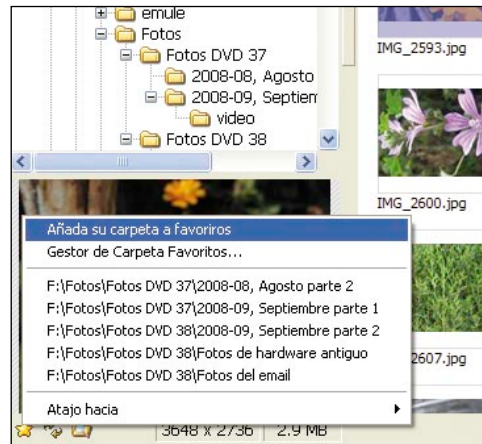 emule
Fotos
Fotos DVD 37
2008-08, Agosto
2008-09, Septiem
video
Fotos DVD 38
IMG_2593.jpg
IMG_2600.jpg
2607.jpg
Añada su carpeta a favoriros
Gestor de Carpeta Favoritos...
F:\Fotos\Fotos DVD 37\2008-08, Agosto parte 2
F:\Fotos\Fotos DVD 37\2008-09, Septiembre parte 1
F:\Fotos\Fotos DVD 38\2008-09, Septiembre parte 2
F:\Fotos\Fotos DVD 38\Fotos de hardware antiguo
F:\Fotos\Fotos DVD 38\Fotos del email
Atajo hacia
3648 x 2736 2.9 MB